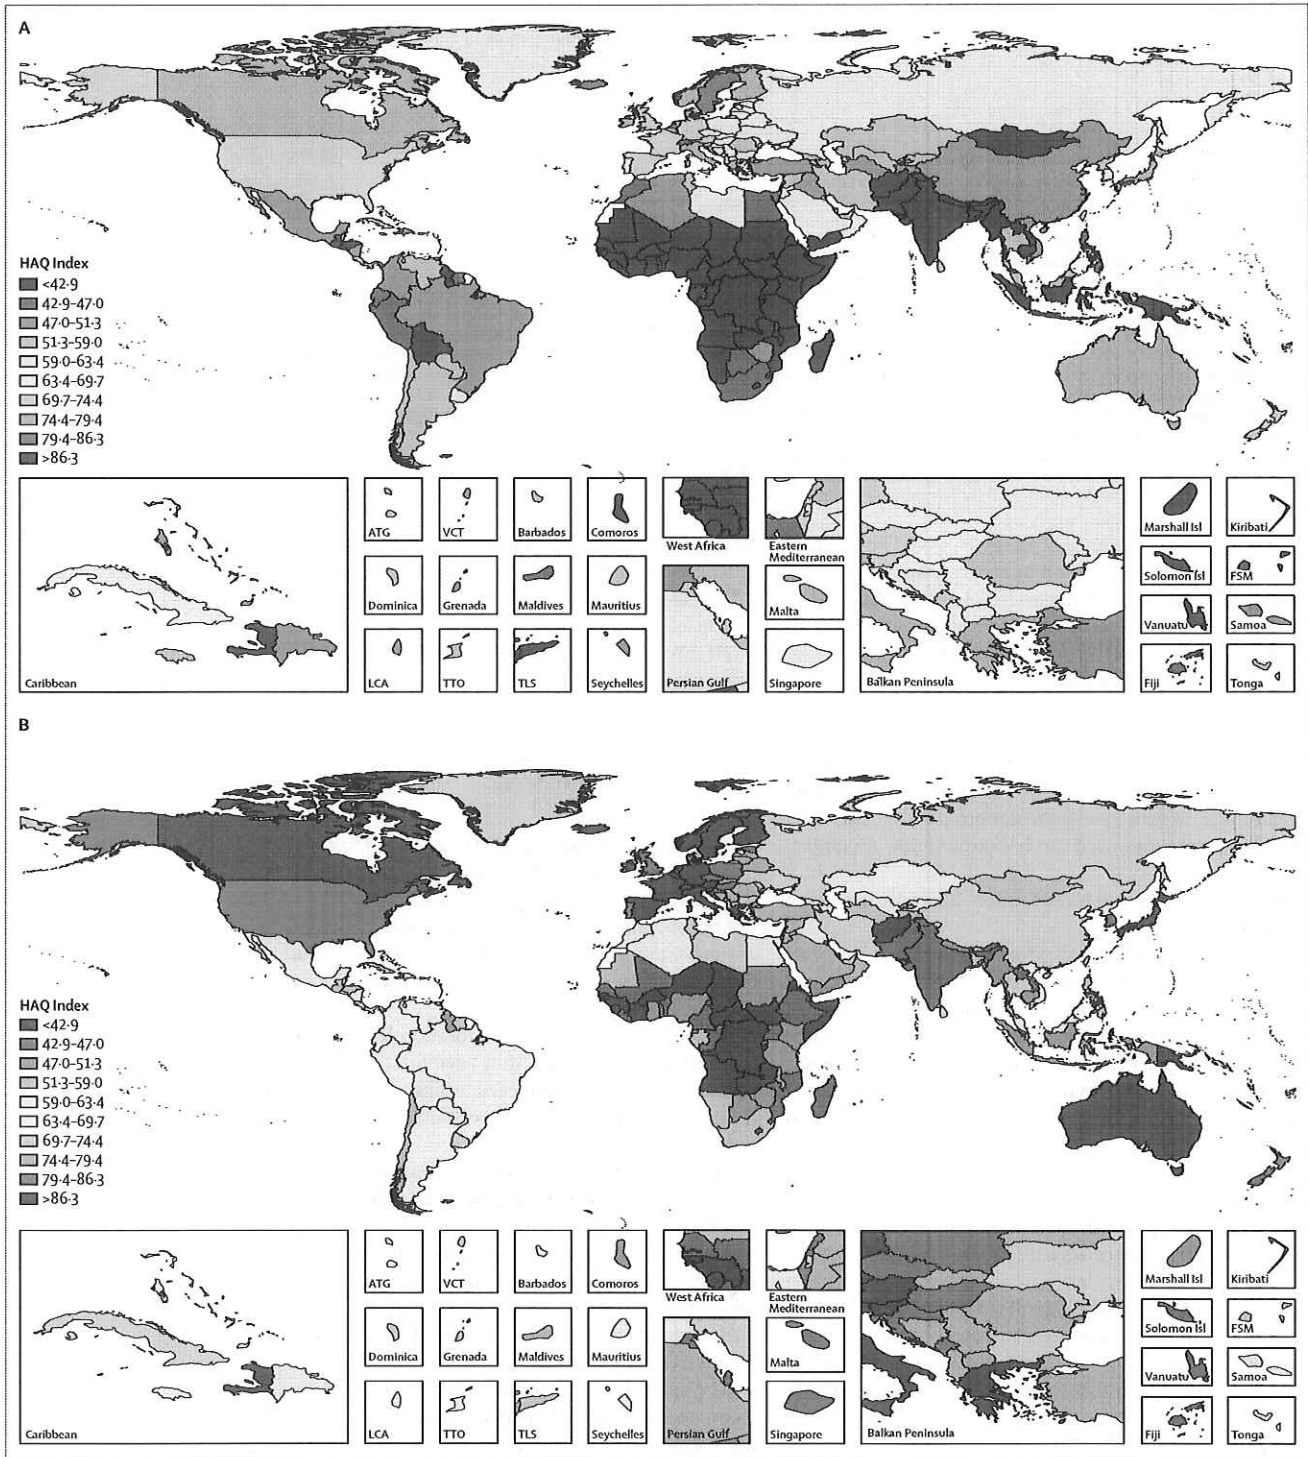 A
HAQ Index
<42·9
42·9–47·0
47·0–51·3
51·3–59·0
59·0–63·4
63·4–69·7
69·7–74·4
74·4–79·4
79·4–86·3
>86·3
Caribbean
ATG
VCT
Barbados
Comoros
Dominica
Grenada
Maldives
Mauritius
LCA
TTO
TLS
Seychelles
West Africa
Eastern
Mediterranean
Persian Gulf
Malta
Singapore
Balkan Peninsula
Marshall Isl
Kiribati
Solomon Isl
FSM
Vanuatu
Samoa
Fiji
Tonga
B
HAQ Index
<42·9
42·9–47·0
47·0–51·3
51·3–59·0
59·0–63·4
63·4–69·7
69·7–74·4
74·4–79·4
79·4–86·3
>86·3
Caribbean
ATG
VCT
Barbados
Comoros
Dominica
Grenada
Maldives
Mauritius
LCA
TTO
TLS
Seychelles
West Africa
Eastern
Mediterranean
Persian Gulf
Malta
Singapore
Balkan Peninsula
Marshall Isl
Kiribati
Solomon Isl
FSM
Vanuatu
Samoa
Fiji
Tonga